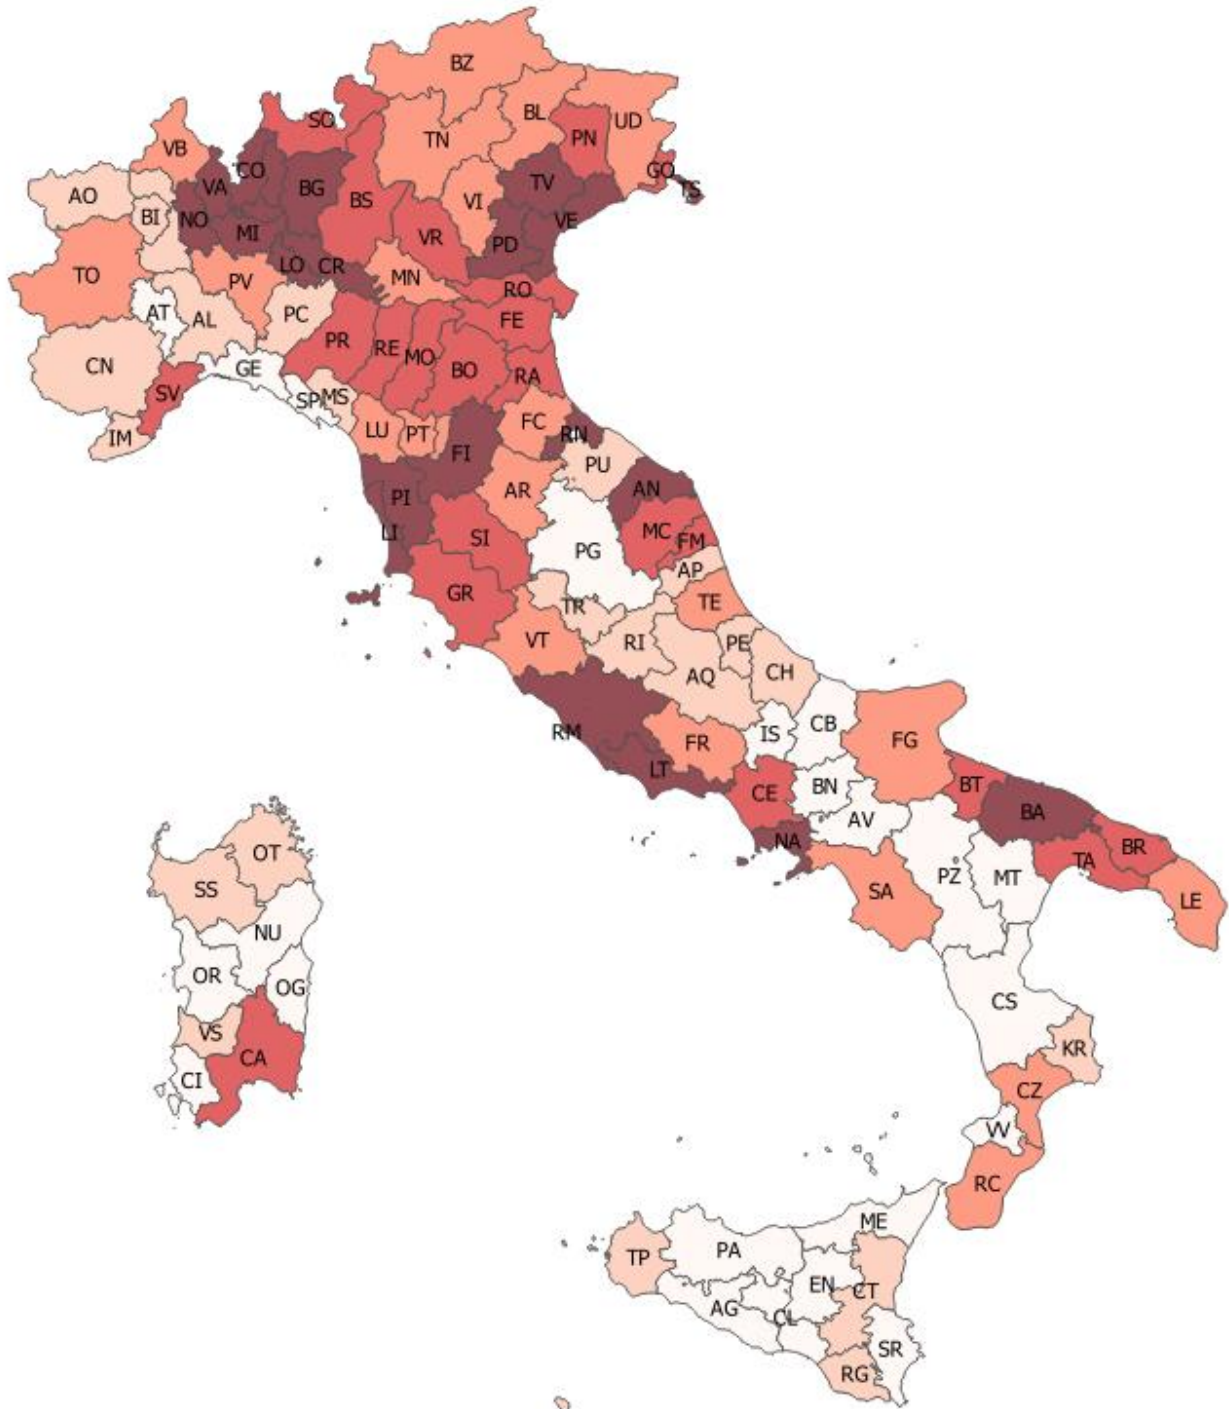 BZ
BL
UD
TN
PN
SO
VB
CO
GO
TS
VA
BG
TV
AO
BI
BS
VI
NO
MI
VE
VR
PD
LO
CR
TO
PV
MN
RO
AT
AL
PC
FE
CN
GE
PR
RE
MO
BO
RA
SV
SP
MS
IM
LU
PT
FC
RN
FI
PU
AR
AN
PI
LI
SI
PG
MC
FM
AP
GR
TR
TE
VT
RI
PE
AQ
CH
RM
IS
CB
FR
FG
LT
CE
BN
BT
AV
BA
NA
BR
OT
TA
SS
SA
PZ
MT
LE
NU
OR
OG
CS
VS
CA
KR
CI
CZ
VV
RC
ME
TP
PA
EN
CT
AG
CL
SR
RG